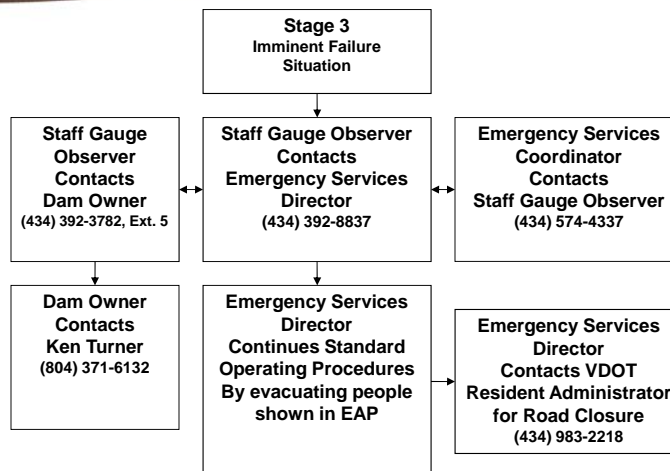 Stage 3
Imminent Failure
Situation
Staff Gauge
Observer
Contacts
Dam Owner
(434) 392-3782, Ext. 5
Staff Gauge Observer
Contacts
Emergency Services
Director
(434) 392-8837
Emergency Services
Coordinator
Contacts
Staff Gauge Observer
(434) 574-4337
Dam Owner
Contacts
Ken Turner
(804) 371-6132
Emergency Services
Director
Continues Standard
Operating Procedures
By evacuating people
shown in EAP
Emergency Services
Director
Contacts VDOT
Resident Administrator
for Road Closure
(434) 983-2218